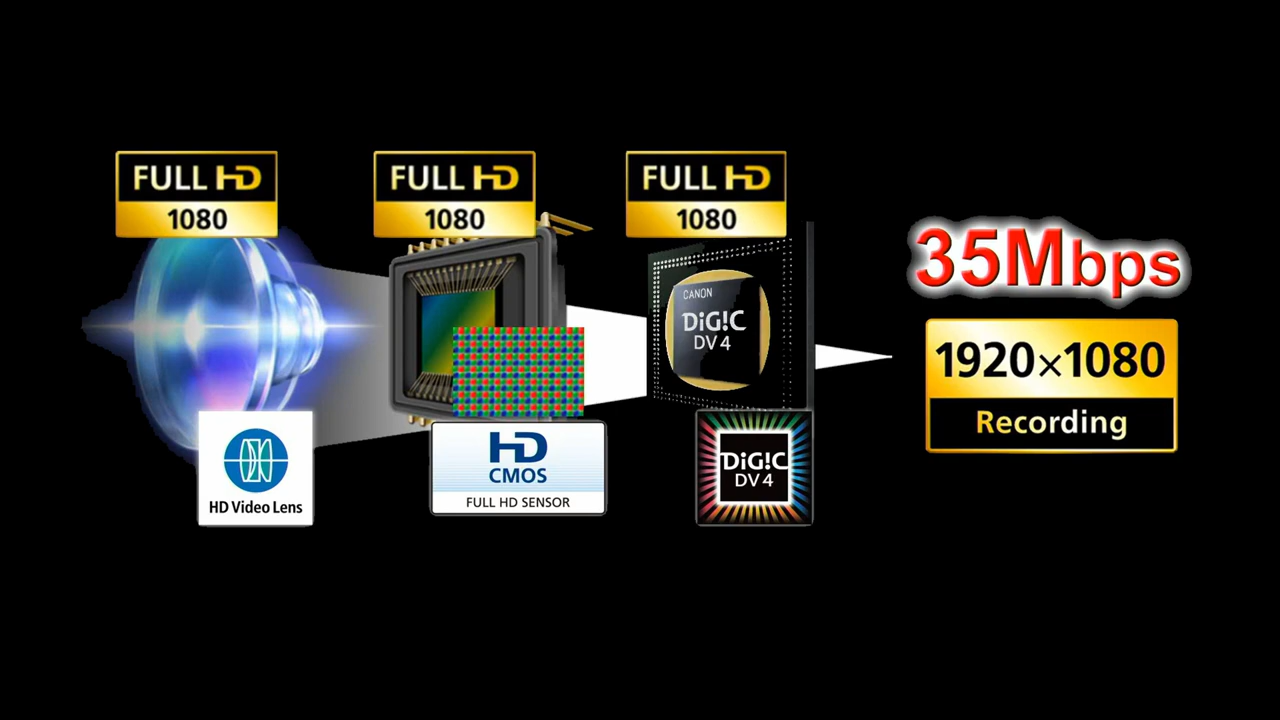 FULL HD
1080
FULL HD
1080
FULL HD
1080
CANON
DiG!C
DV 4
35Mbps
1920×1080
Recording
HD Video Lens
HD
CMOS
FULL HD SENSOR
DiG!C
DV 4